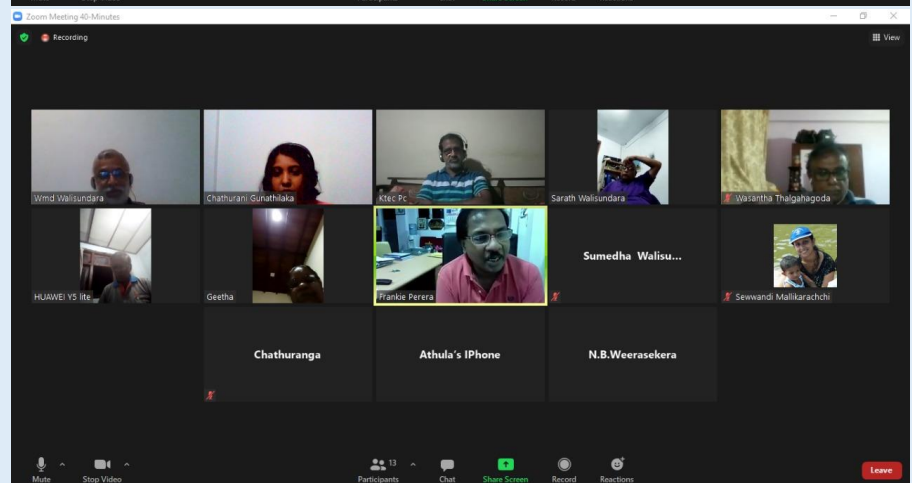 Zoom Meeting 40-Minutes
Recording
View
Wmd Walisundara
Chathurani Gunathilaka
Ktec Pc
Sarath Walisundara
Wasantha Thalgahagoda
HUAWEI Y5 lite
Geetha
Frankie Perera
Sumedha Walisu...
Sewwandi Mallikarachchi
Chathuranga
Athula's IPhone
N.B.Weerasekera
Mute
Stop Video
13
Participants
Chat
Share Screen
Record
Reactions
Leave